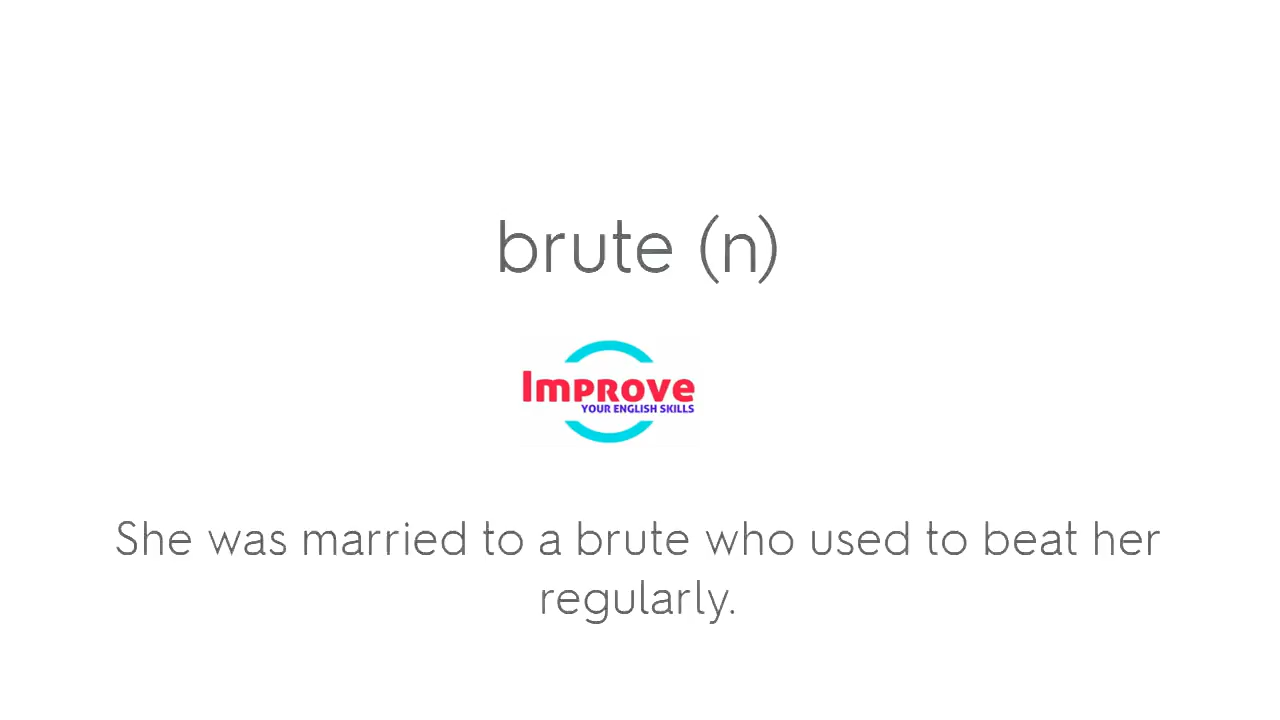 brute (n)
Improve
YOUR ENGLISH SKILLS
She was married to a brute who used to beat her
regularly.